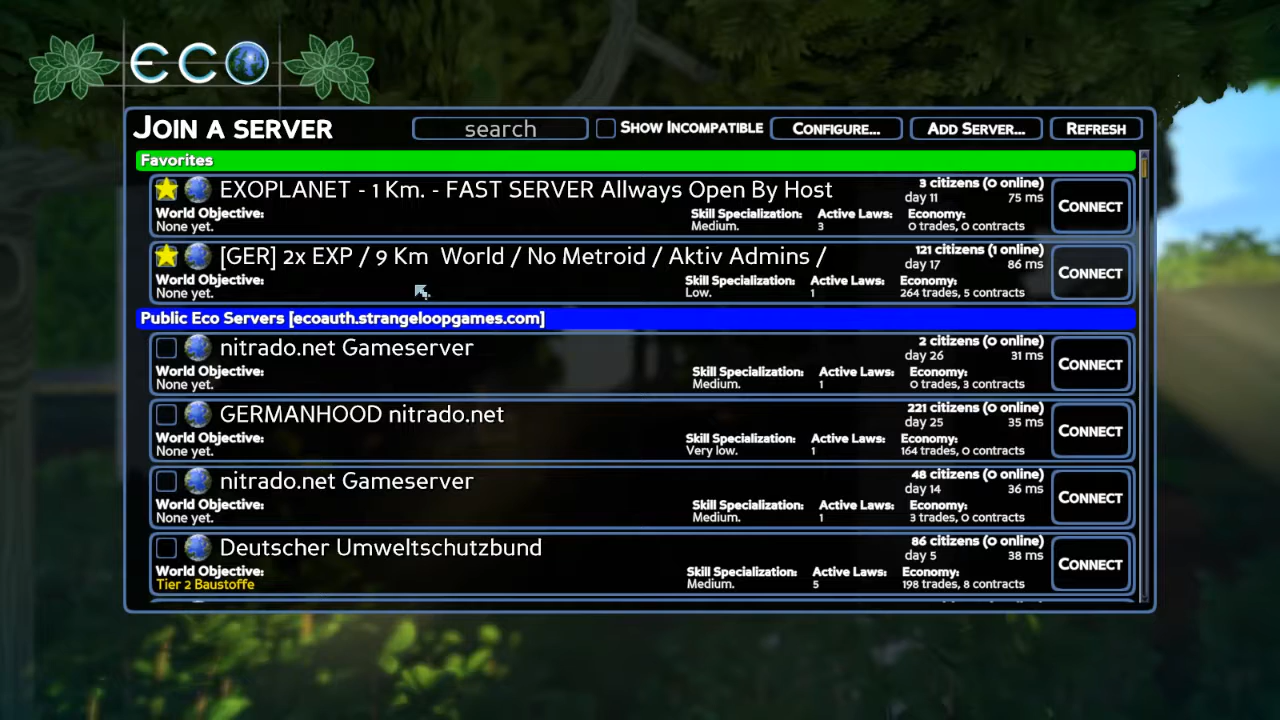 ECO
JOIN A SERVER
search
SHOW INCOMPATIBLE
CONFIGURE...
ADD SERVER...
REFRESH
Favorites
EXOPLANET - 1 Km. - FAST SERVER Allways Open By Host
3 citizens (0 online)
day 11
75 ms
World Objective:
None yet.
Skill Specialization:
Medium.
Active Laws:
3
Economy:
0 trades, 0 contracts
CONNECT
[GER] 2x EXP / 9 Km  World / No Metroid / Aktiv Admins /
121 citizens (1 online)
day 17
86 ms
World Objective:
None yet.
Skill Specialization:
Low.
Active Laws:
1
Economy:
264 trades, 5 contracts
CONNECT
Public Eco Servers [ecoauth.strangeloopgames.com]
nitrado.net Gameserver
2 citizens (0 online)
day 26
31 ms
World Objective:
None yet.
Skill Specialization:
Medium.
Active Laws:
1
Economy:
0 trades, 3 contracts
CONNECT
GERMANHOOD nitrado.net
221 citizens (0 online)
day 25
35 ms
World Objective:
None yet.
Skill Specialization:
Very low.
Active Laws:
1
Economy:
164 trades, 0 contracts
CONNECT
nitrado.net Gameserver
48 citizens (0 online)
day 14
36 ms
World Objective:
None yet.
Skill Specialization:
Medium.
Active Laws:
1
Economy:
3 trades, 0 contracts
CONNECT
Deutscher Umweltschutzbund
86 citizens (0 online)
day 5
38 ms
World Objective:
Tier 2 Baustoffe
Skill Specialization:
Medium.
Active Laws:
5
Economy:
198 trades, 8 contracts
CONNECT